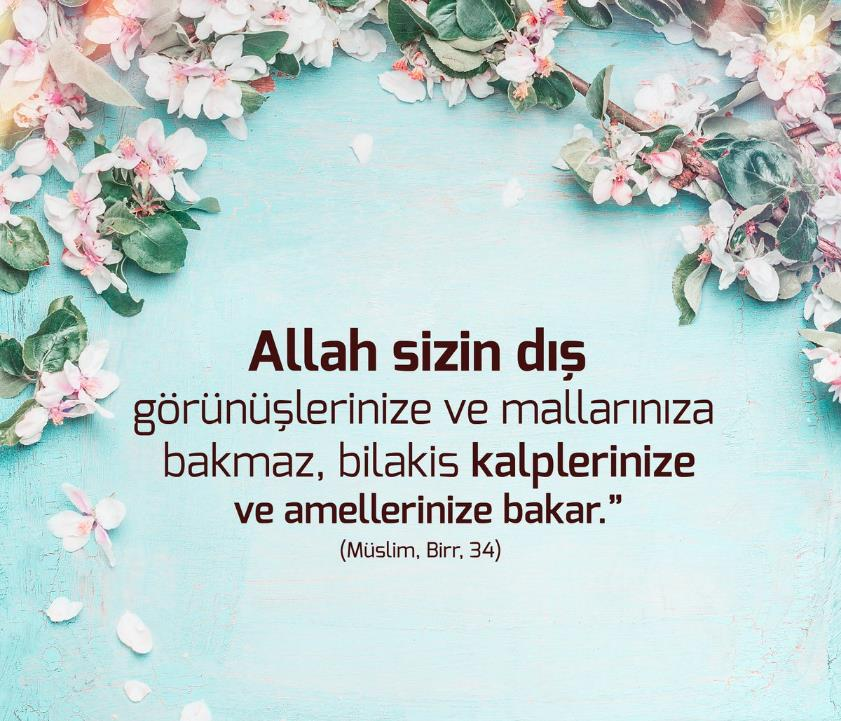 Allah sizin dış
görünüşlerinize ve mallarınıza
bakmaz, bilakis kalplerinize
ve amellerinize bakar.”
(Müslim, Birr, 34)